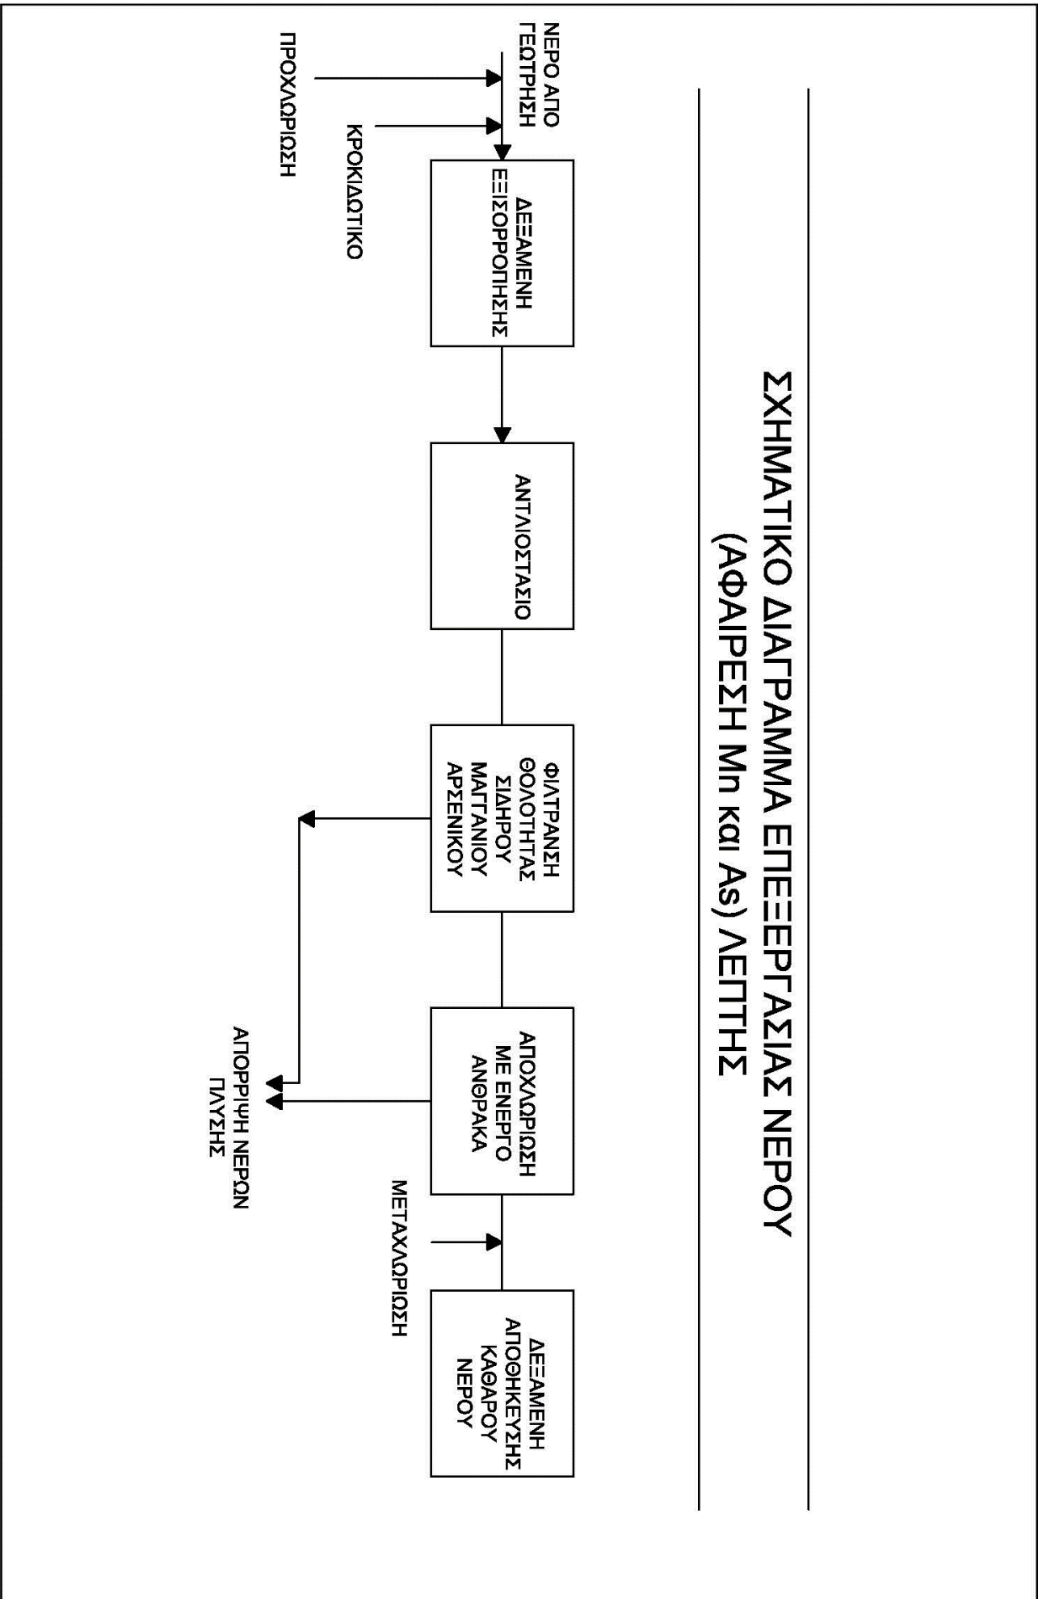 ΣΧΗΜΑΤΙΚΟ ΔΙΑΓΡΑΜΜΑ ΕΠΕΞΕΡΓΑΣΙΑΣ ΝΕΡΟΥ
(ΑΦΑΙΡΕΣΗ Mn και As) ΛΕΠΤΗΣ
ΝΕΡΟ ΑΠΟ
ΓΕΩΤΡΗΣΗ
ΠΡΟΧΛΩΡΙΩΣΗ
ΚΡΟΚΙΔΩΤΙΚΟ
ΔΕΞΑΜΕΝΗ
ΕΞΙΣΟΡΡΟΠΗΣΗΣ
ΑΝΤΛΙΟΣΤΑΣΙΟ
ΦΙΛΤΡΑΝΣΗ
ΘΟΛΟΤΗΤΑΣ
ΣΙΔΗΡΟΥ
ΜΑΓΓΑΝΙΟΥ
ΑΡΣΕΝΙΚΟΥ
ΑΠΟΧΛΩΡΙΩΣΗ
ΜΕ ΕΝΕΡΓΟ
ΑΝΘΡΑΚΑ
ΑΠΟΡΡΙΨΗ ΝΕΡΩΝ
ΠΛΥΣΗΣ
ΜΕΤΑΧΛΩΡΙΩΣΗ
ΔΕΞΑΜΕΝΗ
ΑΠΟΘΗΚΕΥΣΗΣ
ΚΑΘΑΡΟΥ
ΝΕΡΟΥ